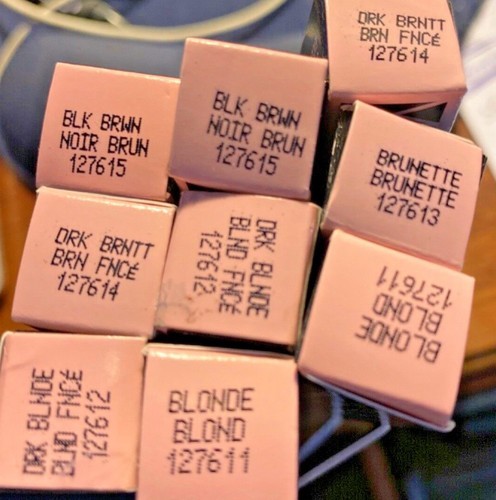 DRK BRNTT
BRN FNCÉ
127614
BLK BRWN
NOIR BRUN
127615
BLK BRWN
NOIR BRUN
127615
BRUNETTE
BRUNETTE
127613
DRK BRNTT
BRN FNCÉ
127614
DRK BLNDE
BLND FNCÉ
127612
BLONDE
BLOND
127611
DRK BLNDE
BLND FNCÉ
127612
BLONDE
BLOND
127611